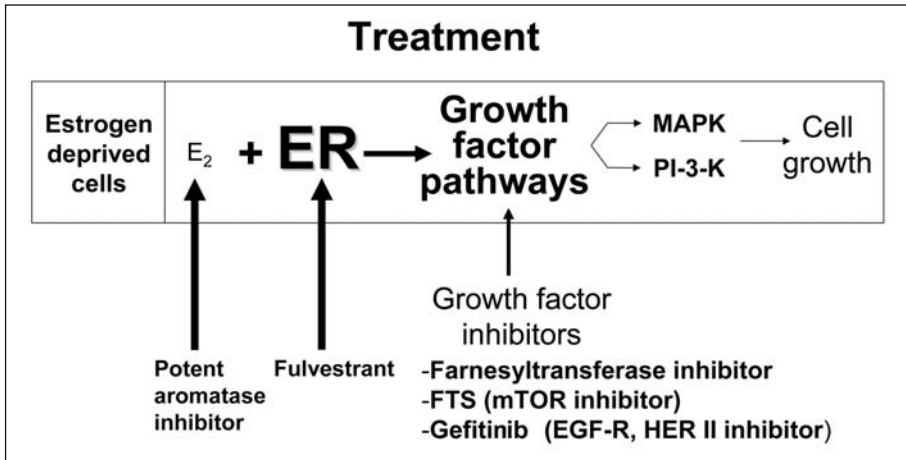 Treatment
Estrogen
deprived
cells
E₂ + ER
Growth
factor
pathways
MAPK
PI-3-K
Cell
growth
Potent
aromatase
inhibitor
Fulvestrant
Growth factor
inhibitors
-Farnesyltransferase inhibitor
-FTS (mTOR inhibitor)
-Gefitinib (EGF-R, HER II inhibitor)